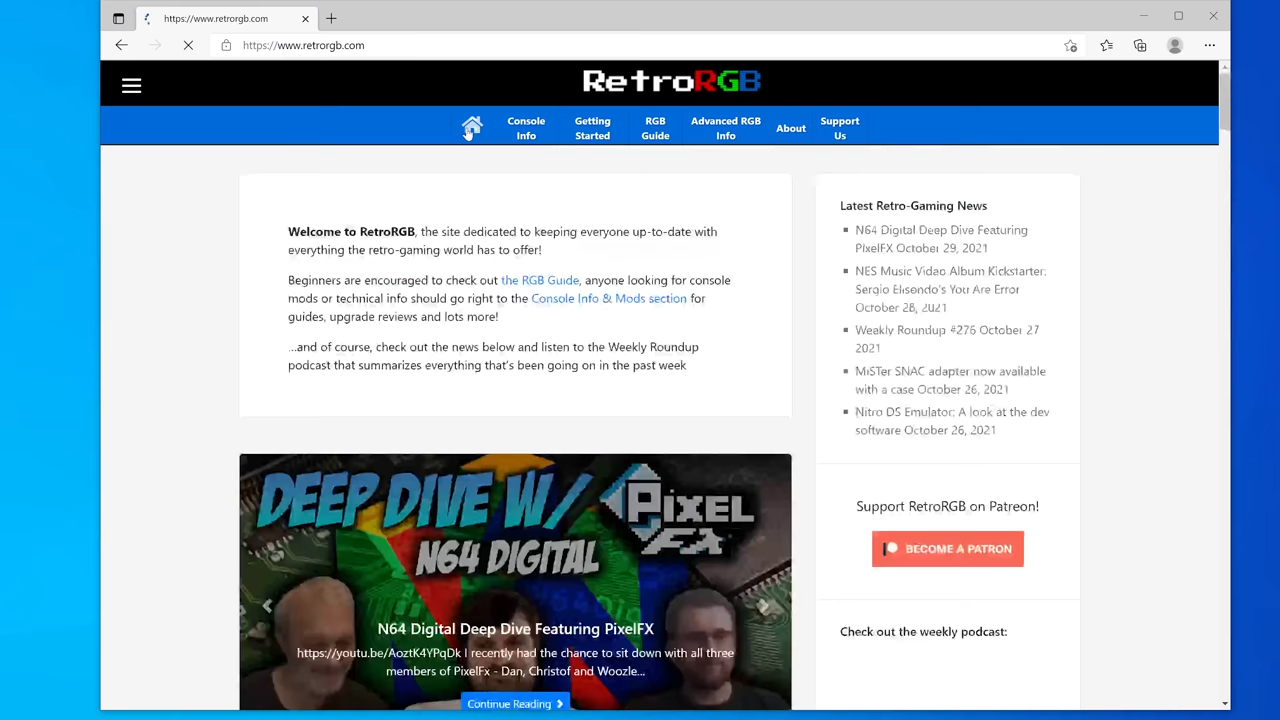 https://www.retrorgb.com
https://www.retrorgb.com
RetroRGB
Console Info
Getting Started
RGB Guide
Advanced RGB Info
About
Support Us
Welcome to RetroRGB, the site dedicated to keeping everyone up-to-date with
everything the retro-gaming world has to offer!
Beginners are encouraged to check out the RGB Guide, anyone looking for console
mods or technical info should go right to the Console Info & Mods section for
guides, upgrade reviews and lots more!
...and of course, check out the news below and listen to the Weekly Roundup
podcast that summarizes everything that's been going on in the past week
DEEP DIVE W/ PIXEL FX
N64 DIGITAL
N64 Digital Deep Dive Featuring PixelFX
https://youtu.be/AoztK4YPqDk I recently had the chance to sit down with all three
members of PixelFx - Dan, Christof and Woozle...
Continue Reading
Latest Retro-Gaming News
N64 Digital Deep Dive Featuring
PixelFX October 29, 2021
NES Music Video Album Kickstarter:
Sergio Elisondo's You Are Error
October 28, 2021
Weekly Roundup #276 October 27
2021
MiSTer SNAC adapter now available
with a case October 26, 2021
Nitro DS Emulator: A look at the dev
software October 26, 2021
Support RetroRGB on Patreon!
BECOME A PATRON
Check out the weekly podcast: